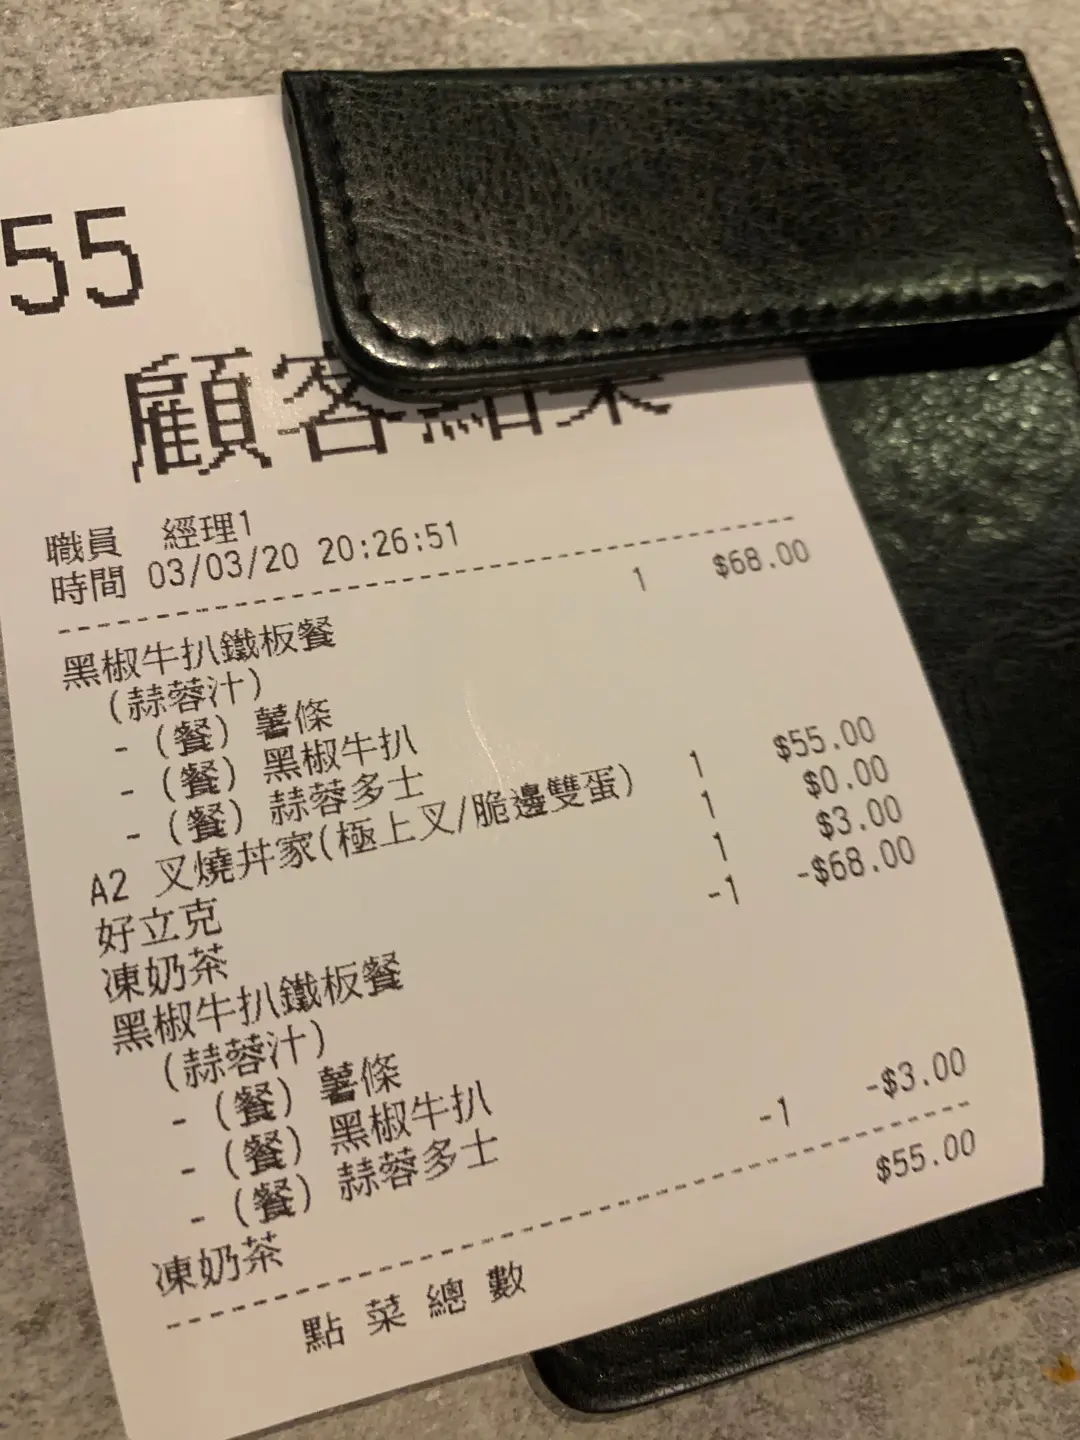 55
顧客
職員 經理1
時間 03/03/20 20:26:51
黑椒牛扒鐵板餐 1 $68.00
(蒜蓉汁)
- (餐) 薯條
- (餐) 黑椒牛扒
- (餐) 蒜蓉多士
A2 叉燒丼家(極上叉/脆邊雙蛋) 1 $55.00
好立克 1 $0.00
凍奶茶 1 $3.00
黑椒牛扒鐵板餐 -1 -$68.00
(蒜蓉汁)
- (餐) 薯條
- (餐) 黑椒牛扒
- (餐) 蒜蓉多士
凍奶茶 -1 -$3.00
點菜總數 $55.00